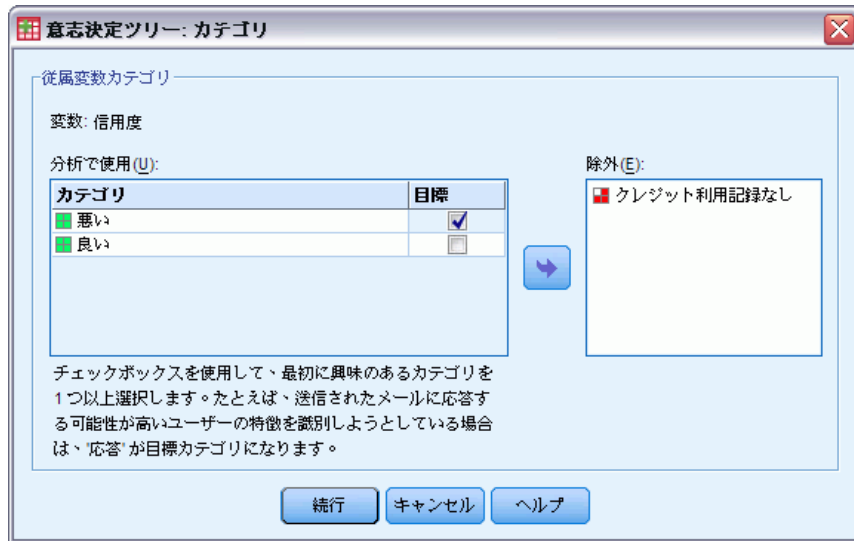 意志決定ツリー: カテゴリ
従属変数カテゴリ
変数: 信用度
分析で使用(U):
カテゴリ 目標
悪い
良い
除外(E):
クレジット利用記録なし
チェックボックスを使用して、最初に興味のあるカテゴリを
1つ以上選択します。たとえば、送信されたメールに応答す
る可能性が高いユーザーの特徴を識別しようとしている場合
は、'応答' が目標カテゴリになります。
続行 キャンセル ヘルプ